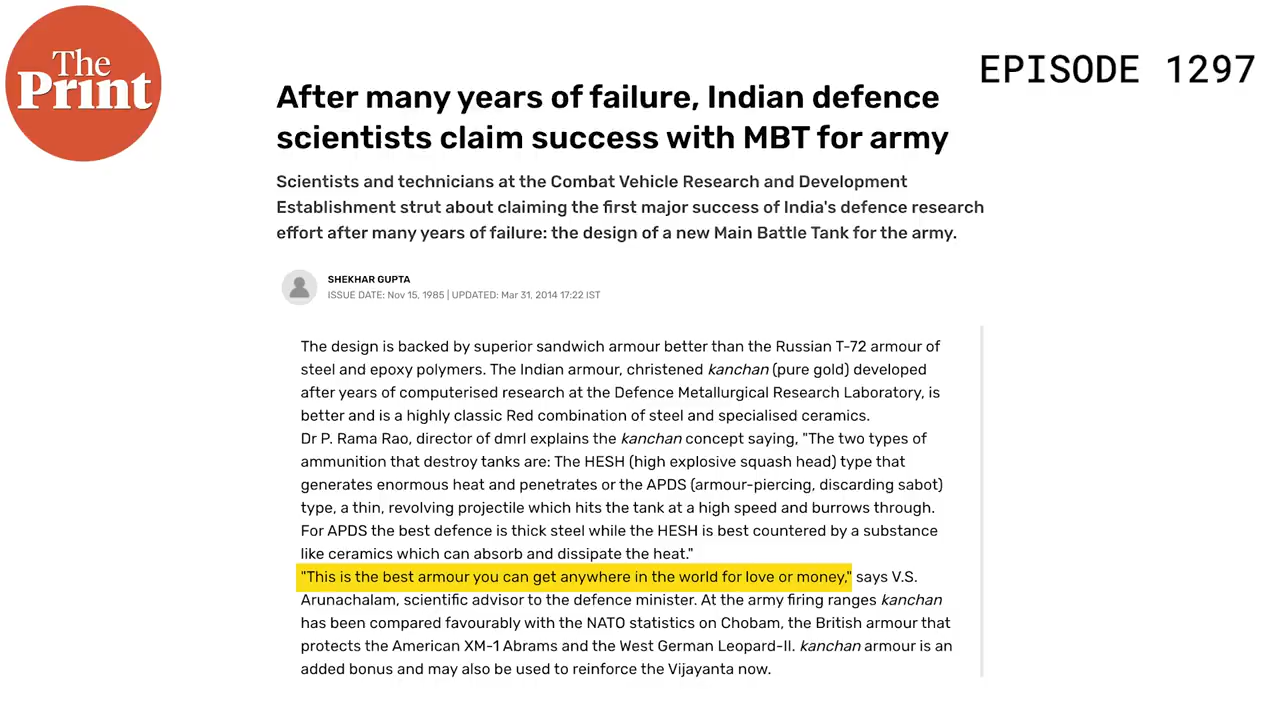 The
Print
EPISODE 1297
After many years of failure, Indian defence
scientists claim success with MBT for army
Scientists and technicians at the Combat Vehicle Research and Development
Establishment strut about claiming the first major success of India's defence research
effort after many years of failure: the design of a new Main Battle Tank for the army.
SHEKHAR GUPTA
ISSUE DATE: Nov 15, 1985 | UPDATED: Mar 31, 2014 17:22 IST
The design is backed by superior sandwich armour better than the Russian T-72 armour of
steel and epoxy polymers. The Indian armour, christened kanchan (pure gold) developed
after years of computerised research at the Defence Metallurgical Research Laboratory, is
better and is a highly classic Red combination of steel and specialised ceramics.
Dr P. Rama Rao, director of dmrl explains the kanchan concept saying, "The two types of
ammunition that destroy tanks are: The HESH (high explosive squash head) type that
generates enormous heat and penetrates or the APDS (armour-piercing, discarding sabot)
type, a thin, revolving projectile which hits the tank at a high speed and burrows through.
For APDS the best defence is thick steel while the HESH is best countered by a substance
like ceramics which can absorb and dissipate the heat."
"This is the best armour you can get anywhere in the world for love or money," says V.S.
Arunachalam, scientific advisor to the defence minister. At the army firing ranges kanchan
has been compared favourably with the NATO statistics on Chobam, the British armour that
protects the American XM-1 Abrams and the West German Leopard-II. kanchan armour is an
added bonus and may also be used to reinforce the Vijayanta now.